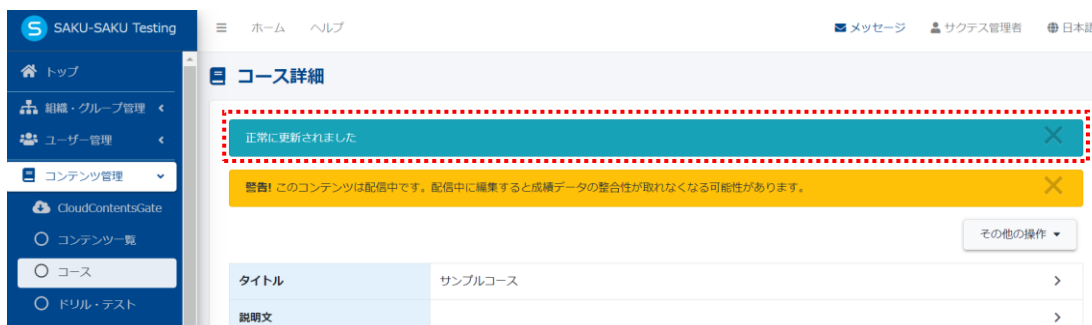 SAKU-SAKU Testing
ホーム ヘルプ
メッセージ サクテス管理者 日本語
トップ
コース詳細
組織・グループ管理
正常に更新されました
ユーザー管理
コンテンツ管理
警告! このコンテンツは配信中です。配信中に編集すると成績データの整合性が取れなくなる可能性があります。
CloudContentsGate
コンテンツ一覧
その他の操作
コース
タイトル サンプルコース
ドリル・テスト
説明文